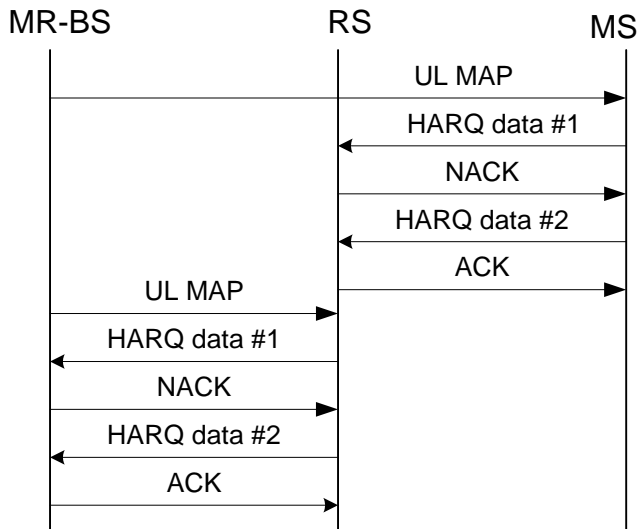 MR-BS
RS
MS
UL MAP
HARQ data #1
NACK
HARQ data #2
ACK
UL MAP
HARQ data #1
NACK
HARQ data #2
ACK